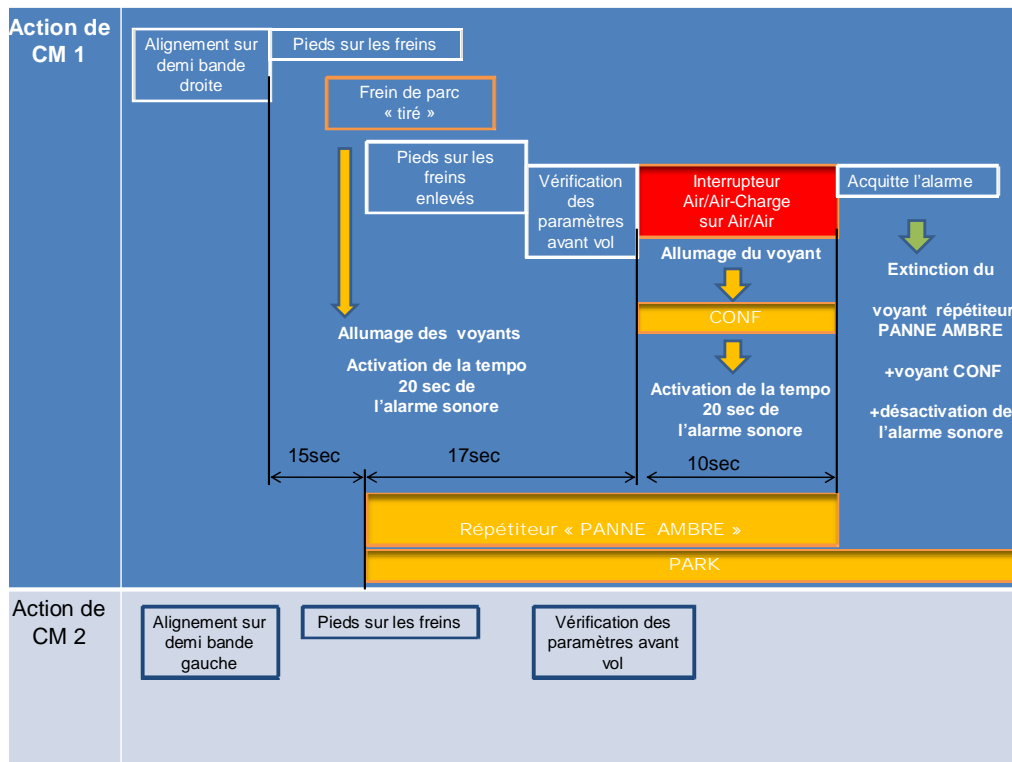 Action de
CM 1
Alignement sur
demi bande
droite
Pieds sur les freins
Frein de parc
« tiré »
Pieds sur les
freins
enlevés
Vérification
des
paramètres
avant vol
Interrupteur
Air/Air-Charge
sur Air/Air
Acquitte l'alarme
Allumage des voyants
Activation de la tempo
20 sec de
l'alarme sonore
Allumage du voyant
CONF
Activation de la tempo
20 sec de
l'alarme sonore
Extinction du
voyant répétiteur
PANNE AMBRE
+voyant CONF
+désactivation de
l'alarme sonore
15sec
17sec
10sec
Répétiteur « PANNE AMBRE »
PARK
Action de
CM 2
Alignement sur
demi bande
gauche
Pieds sur les freins
Vérification des
paramètres avant
vol